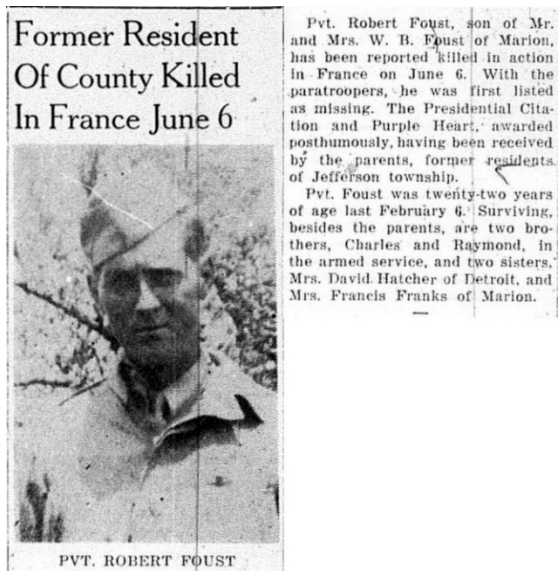 Former Resident
Of County Killed
In France June 6
PVT. ROBERT FOUST
Pvt. Robert Foust, son of Mr.
and Mrs. W. B. Foust of Marion,
has been reported killed in action
in France on June 6. With the
paratroopers, he was first listed
as missing. The Presidential Cita-
tion and Purple Heart, awarded
posthumously, having been received
by the parents, former residents
of Jefferson township.
Pvt. Foust was twenty-two years
of age last February 6. Surviving,
besides the parents, are two bro-
thers, Charles and Raymond, in
the armed service, and two sisters,
Mrs. David Hatcher of Detroit, and
Mrs. Francis Franks of Marion.